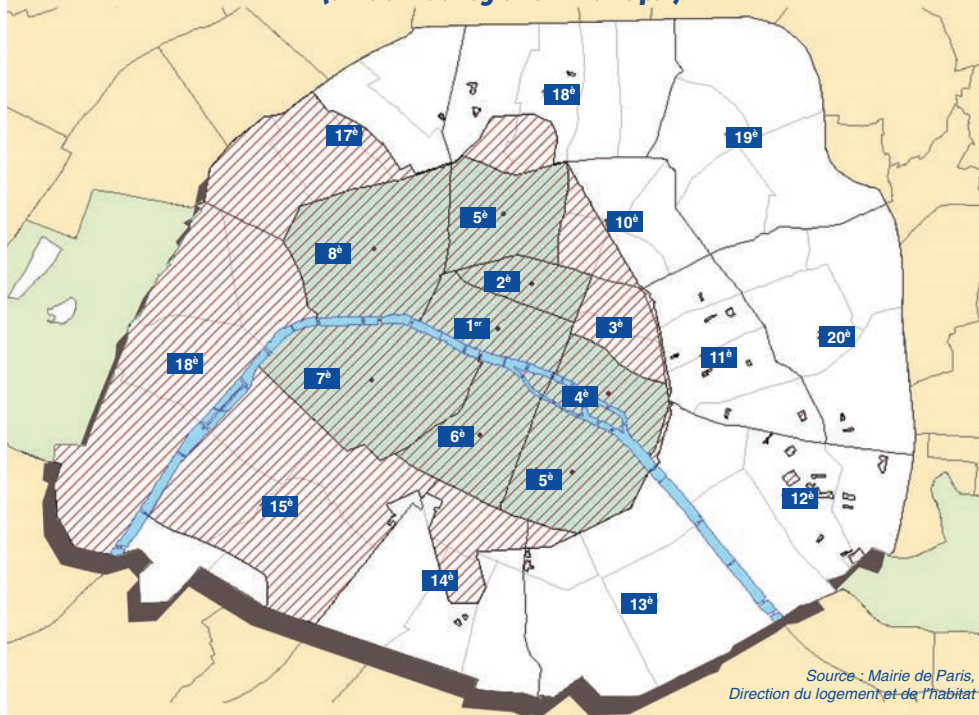 18è
17è
19è
5è
10è
8è
2è
1er
3è
20è
11è
18è
7è
4è
6è
5è
12è
15è
14è
13è
Source : Mairie de Paris,
Direction du logement et de l'habitat